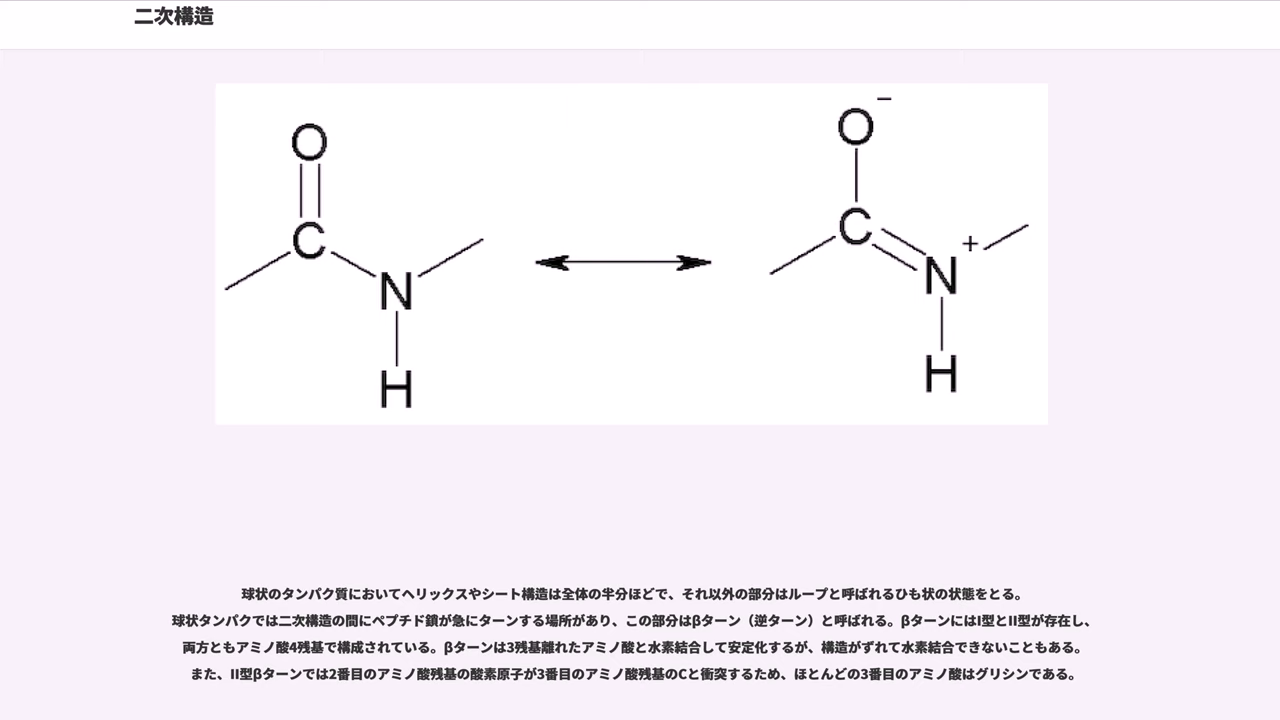 二次構造
O
C
N
H
O
−
C
N
+
H
球状のタンパク質においてヘリックスやシート構造は全体の半分ほどで、それ以外の部分はループと呼ばれるひも状の状態をとる。
球状タンパクでは二次構造の間にペプチド鎖が急にターンする場所があり、この部分はβターン（逆ターン）と呼ばれる。βターンにはI型とII型が存在し、
両方ともアミノ酸4残基で構成されている。βターンは3残基離れたアミノ酸と水素結合して安定化するが、構造がずれて水素結合できないこともある。
また、II型βターンでは2番目のアミノ酸残基の酸素原子が3番目のアミノ酸残基のCと衝突するため、ほとんどの3番目のアミノ酸はグリシンである。